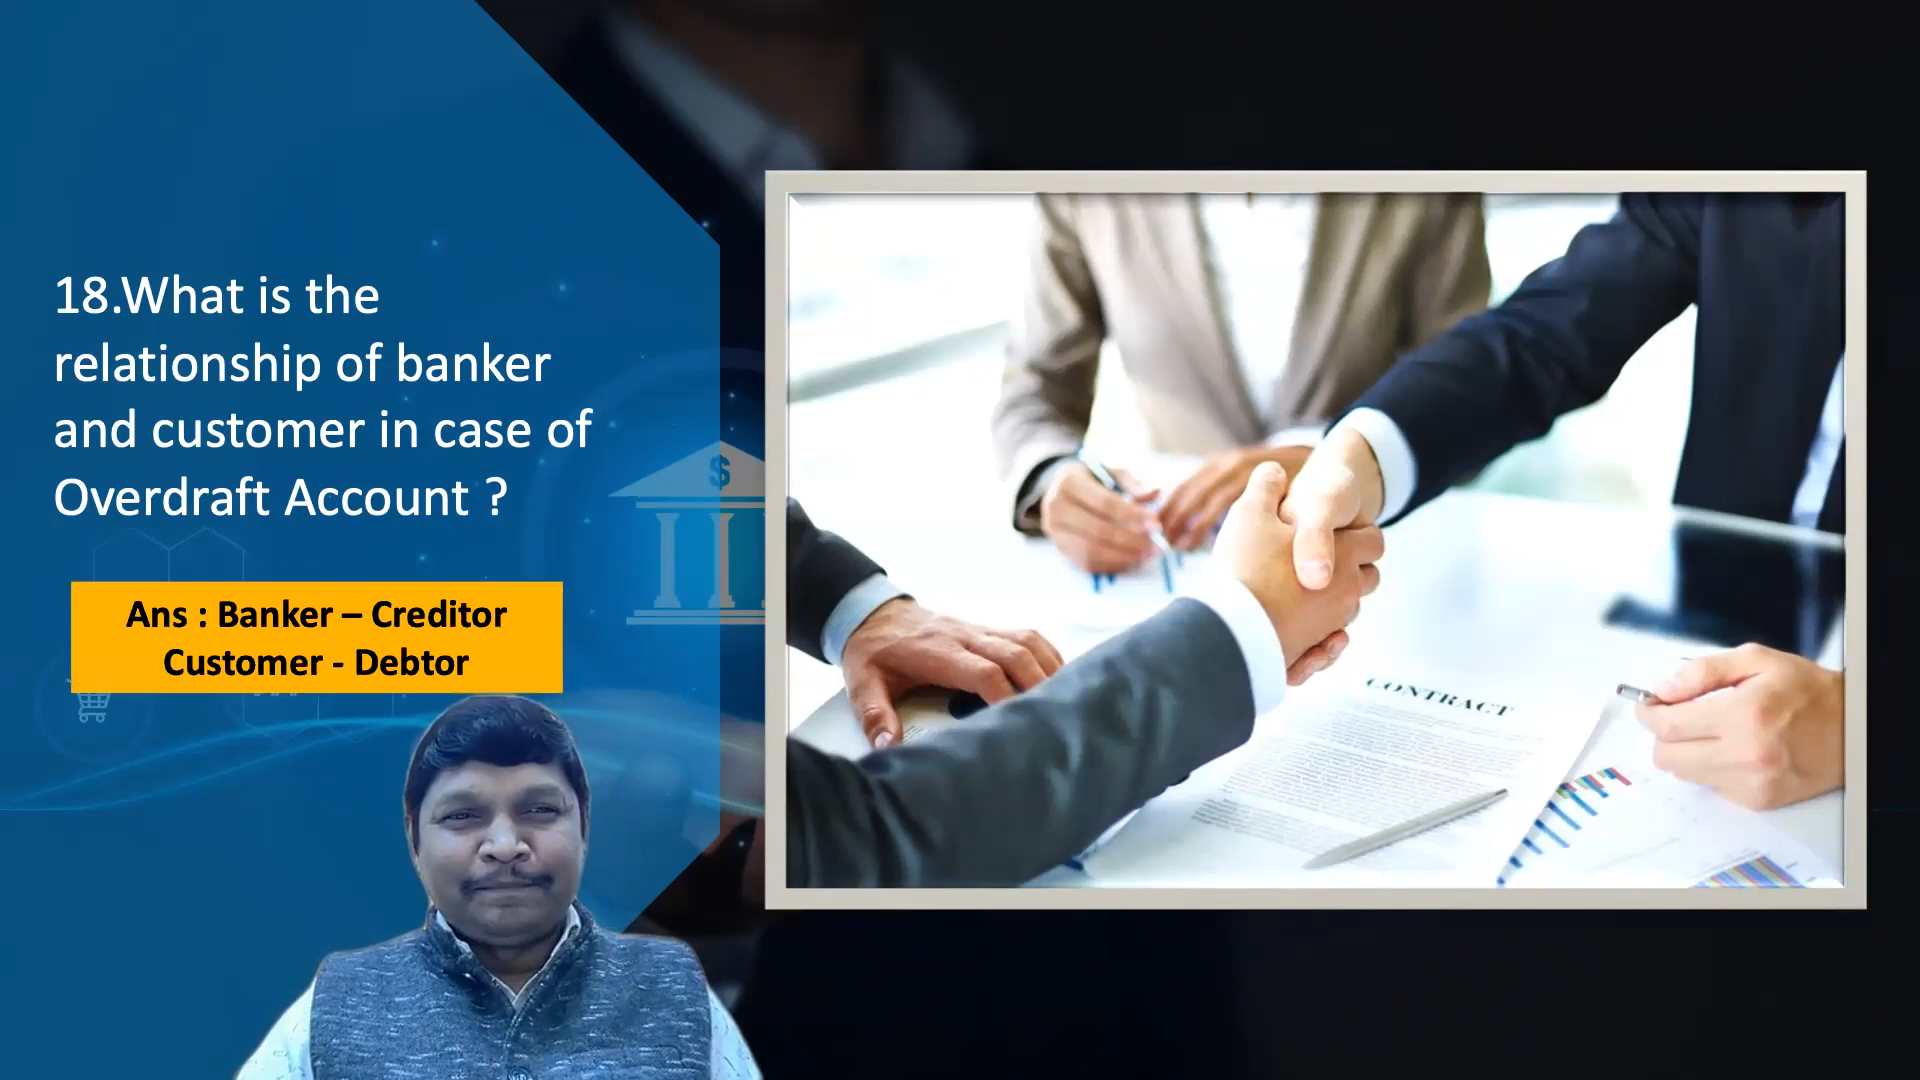 18.What is the
relationship of banker
and customer in case of
Overdraft Account ?
Ans : Banker – Creditor
Customer - Debtor
$
CONTRACT